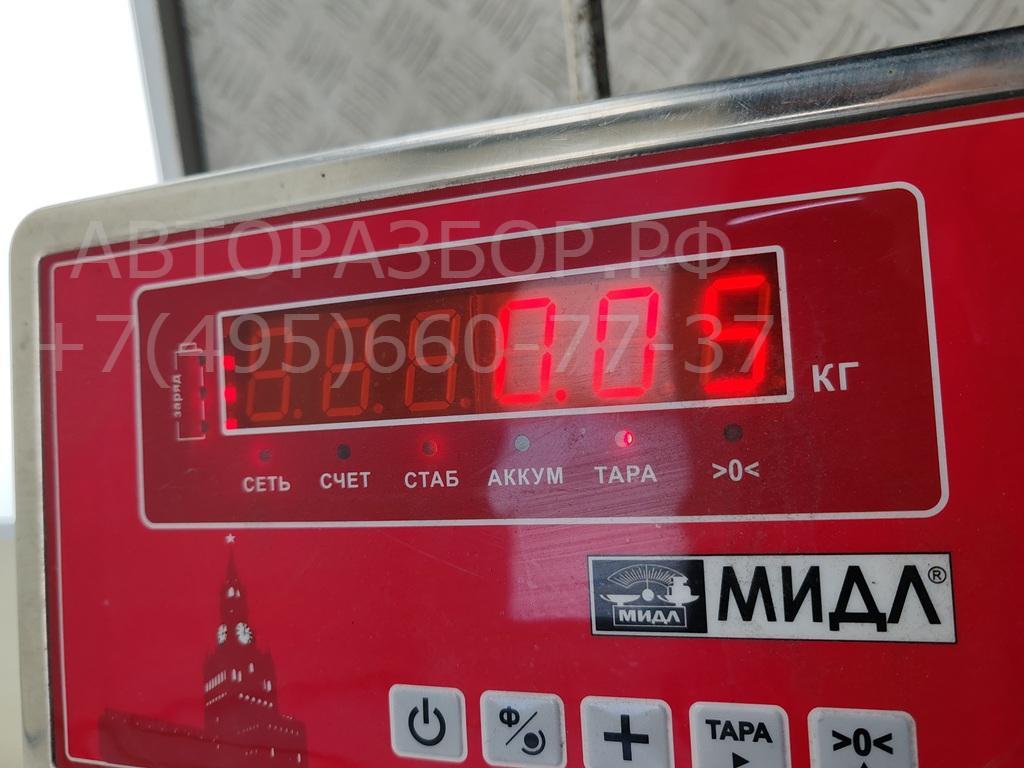 АВТОРАЗБОР.РФ
+7(495)660-77-37
0.05
заряд
КГ
СЕТЬ СЧЕТ СТАБ АККУМ ТАРА >0<
МИДЛ МИДЛ®
Ф/ + ТАРА >0<